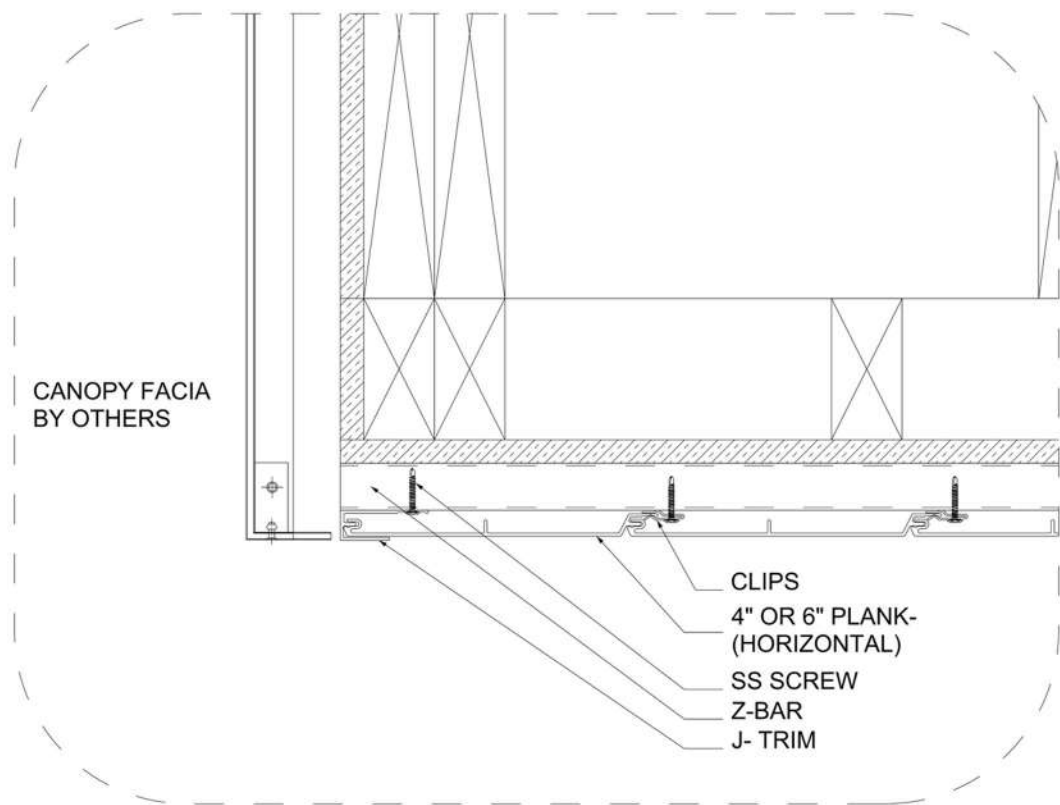 CANOPY FACIA
BY OTHERS
CLIPS
4" OR 6" PLANK-
(HORIZONTAL)
SS SCREW
Z-BAR
J- TRIM